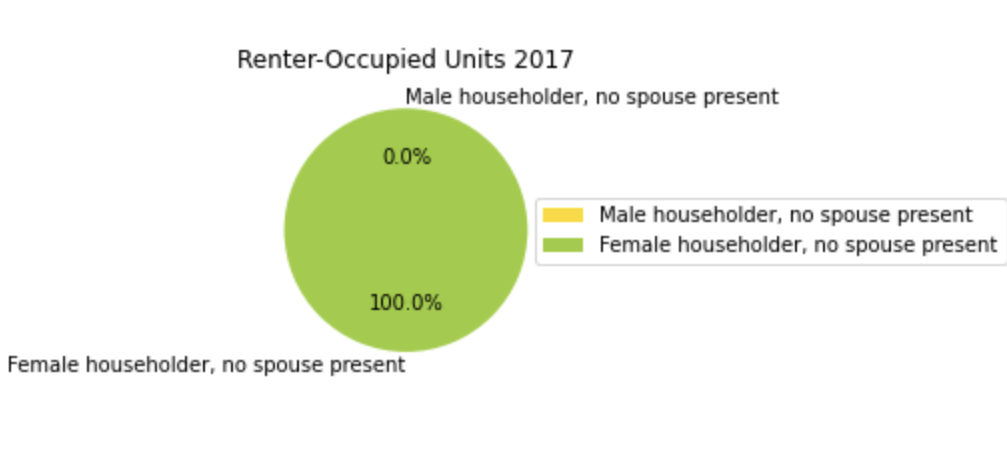 Renter-Occupied Units 2017
Male householder, no spouse present
0.0%
Male householder, no spouse present
Female householder, no spouse present
100.0%
Female householder, no spouse present